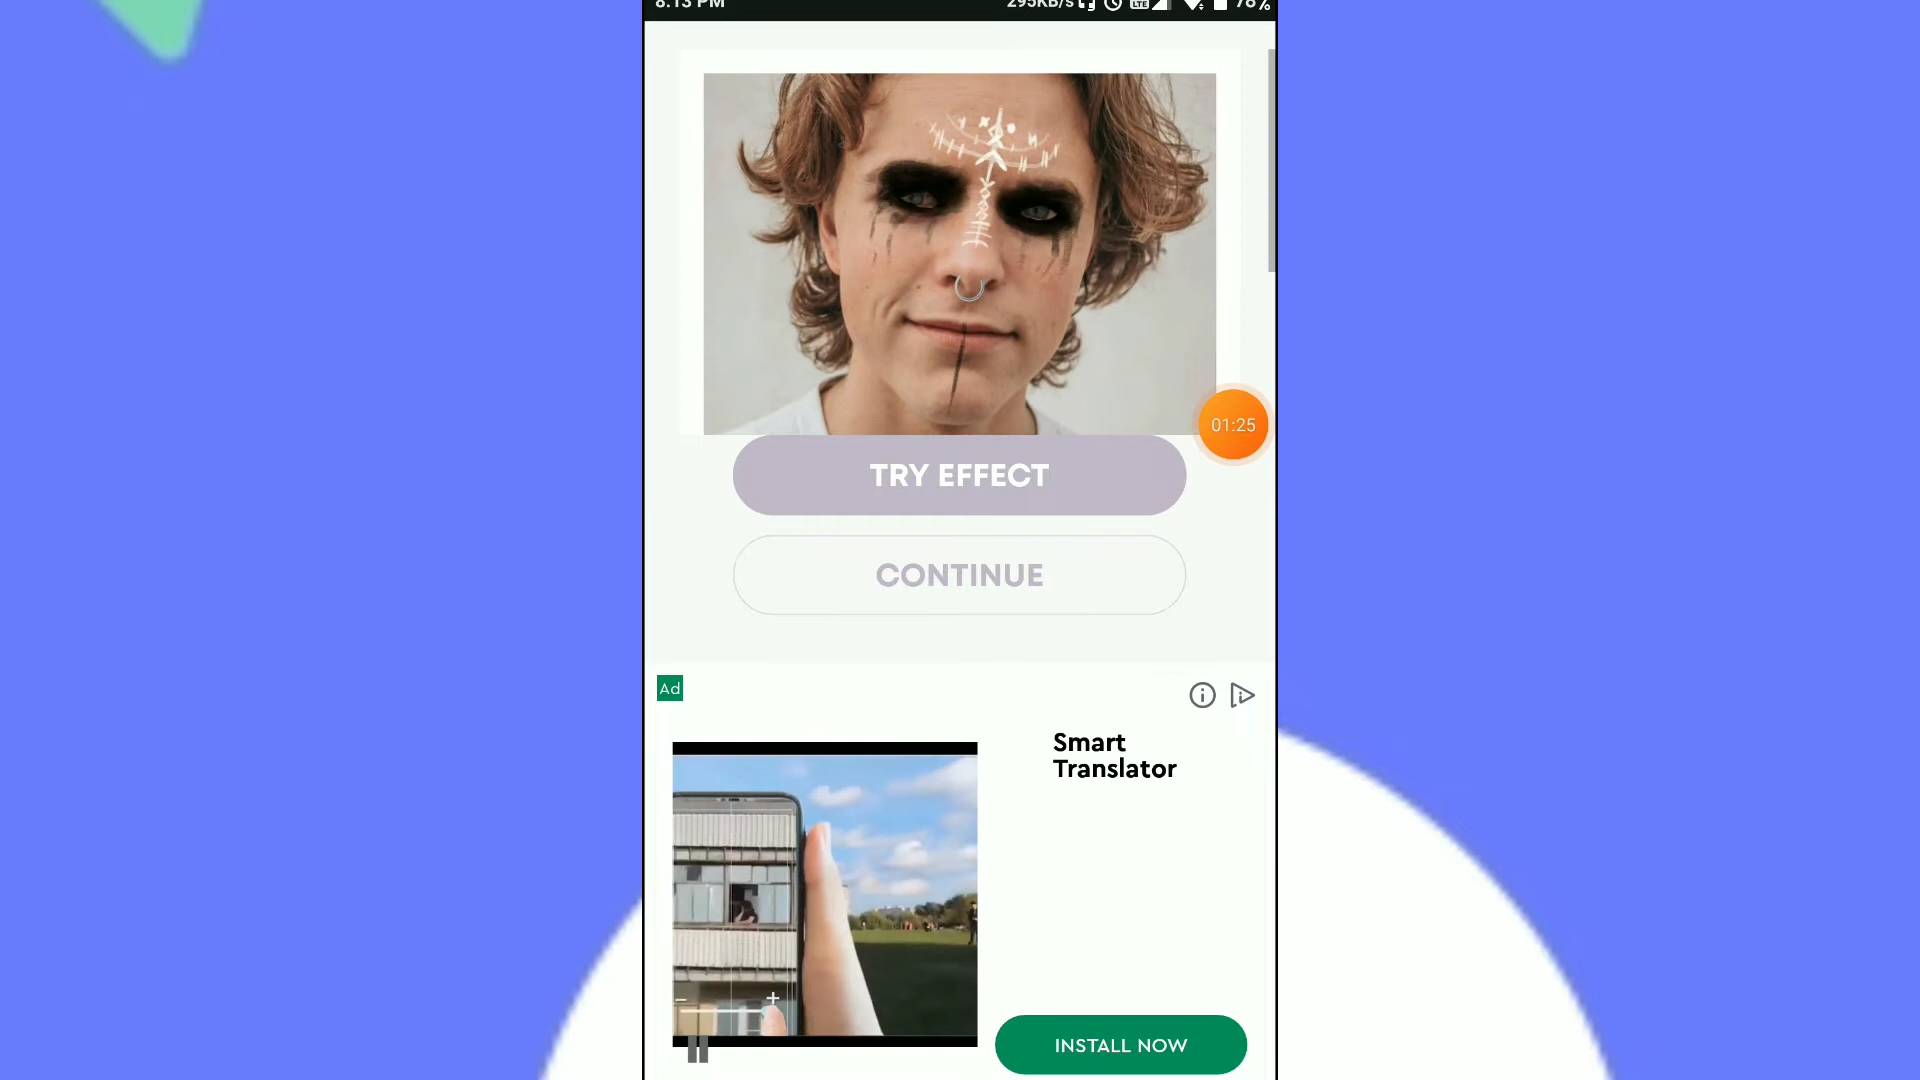 8:13 PM
295KB/s LTE 78%
01:25
TRY EFFECT
CONTINUE
Ad
Smart
Translator
INSTALL NOW